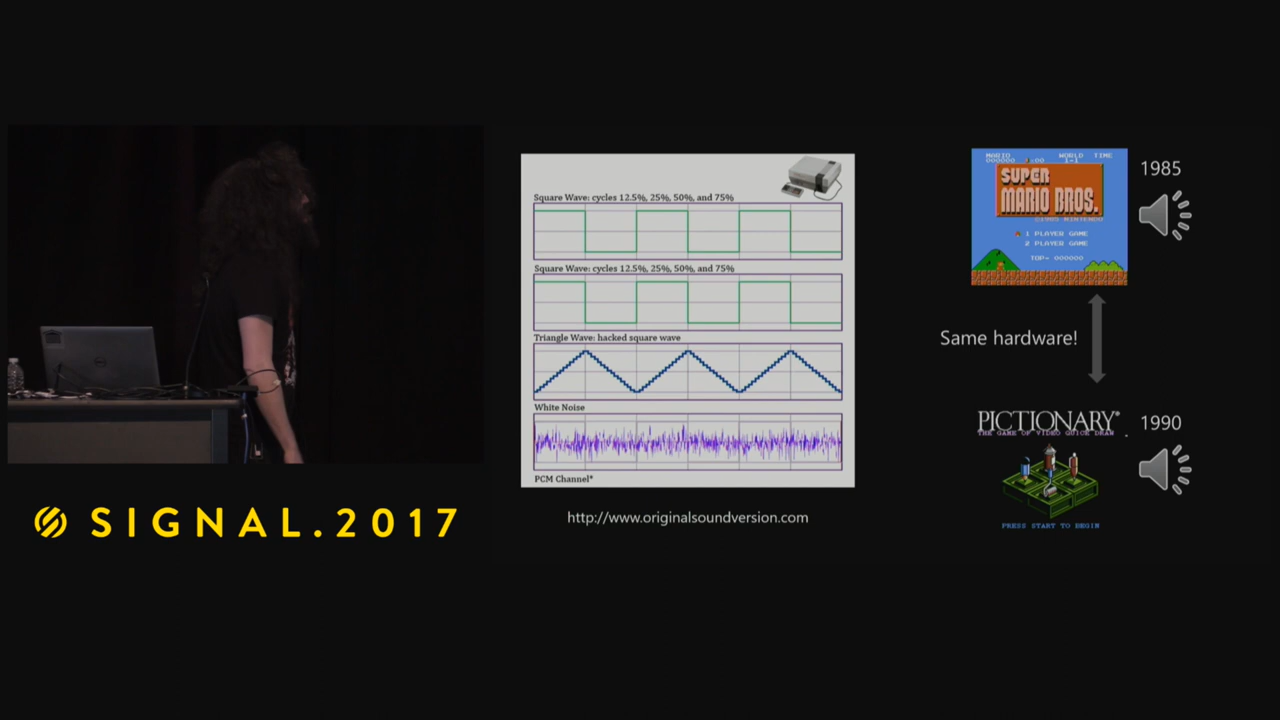 SIGNAL.2017
Square Wave: cycles 12.5%, 25%, 50%, and 75%
Square Wave: cycles 12.5%, 25%, 50%, and 75%
Triangle Wave: hacked square wave
White Noise
PCM Channel*
http://www.originalsoundversion.com
MARIO WORLD TIME
000000 1-1
SUPER
MARIO BROS.
©1985 NINTENDO
1 PLAYER GAME
2 PLAYER GAME
TOP- 000000
1985
Same hardware!
PICTIONARY®
THE GAME OF VIDEO QUICK DRAW
PRESS START TO BEGIN
1990